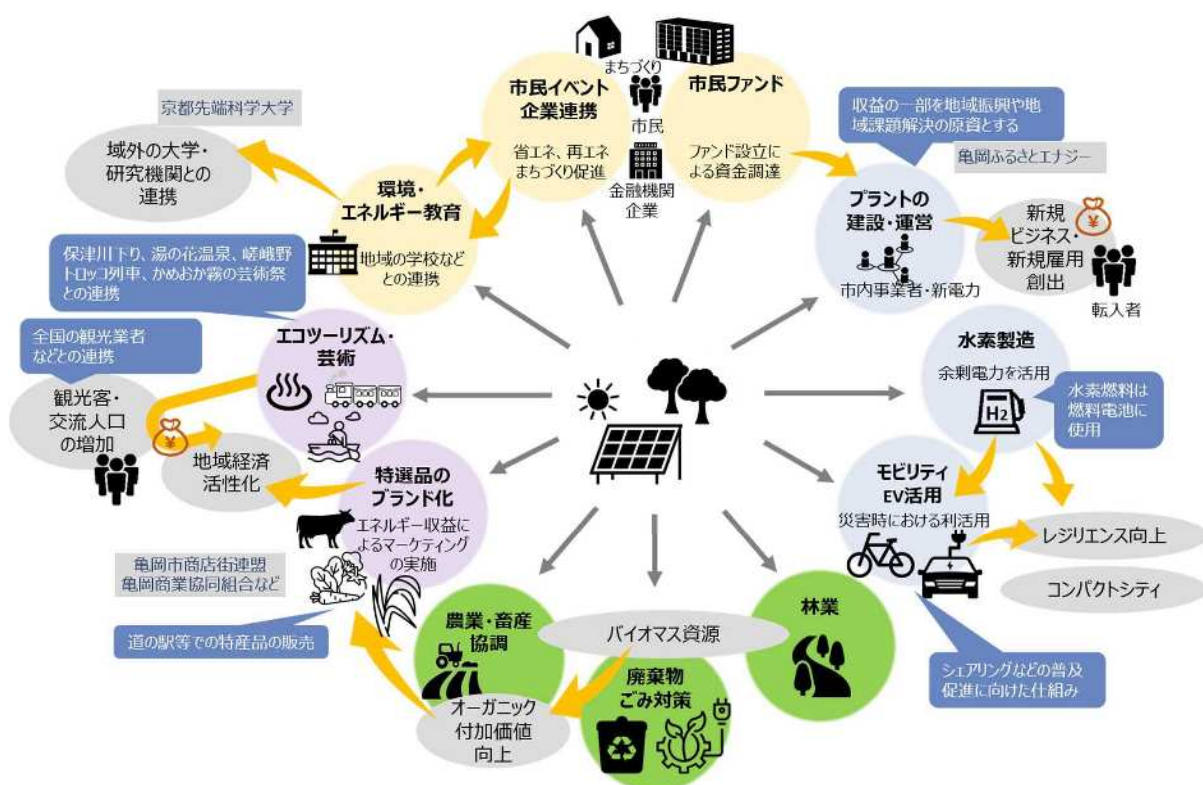 京都先端科学大学
域外の大学・
研究機関との
連携
環境・
エネルギー教育
地域の学校など
との連携
市民イベント
企業連携
省エネ、再エネ
まちづくり促進
まちづくり
市民
金融機関
企業
市民ファンド
ファンド設立に
よる資金調達
収益の一部を地域振興や地
域課題解決の原資とする
亀岡ふるさとエナジー
プラントの
建設・運営
市内事業者・新電力
新規
ビジネス・
新規雇用
創出
¥
転入者
水素製造
余剰電力を活用
H2
水素燃料は
燃料電池に
使用
モビリティ
EV活用
災害時における利活用
レジリエンス向上
コンパクトシティ
シェアリングなどの普及
促進に向けた仕組み
林業
バイオマス資源
廃棄物
ごみ対策
農業・畜産
協調
オーガニック
付加価値
向上
保津川下り、湯の花温泉、嵯峨野
トロッコ列車、かめおか霧の芸術祭
との連携
エコツーリズム・
芸術
全国の観光業者
などとの連携
観光客・
交流人口
の増加
¥
地域経済
活性化
特選品の
ブランド化
エネルギー収益に
よるマーケティング
の実施
亀岡市商店街連盟
亀岡商業協同組合など
道の駅等での特産品の販売